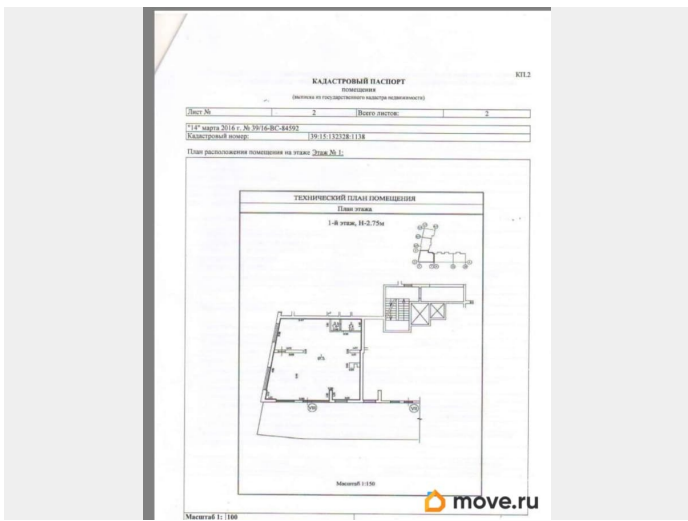 КП.2
КАДАСТРОВЫЙ ПАСПОРТ
помещения
(выписка из государственного кадастра недвижимости)
Лист № 2 Всего листов: 2
"14" марта 2016 г. № 39/16-ВС-84592
Кадастровый номер: 39:15:132328:1138
План расположения помещения на этаже Этаж № 1:
ТЕХНИЧЕСКИЙ ПЛАН ПОМЕЩЕНИЯ
План этажа
1-й этаж, Н-2.75м
Масштаб 1:150
move.ru
Масштаб 1: 100